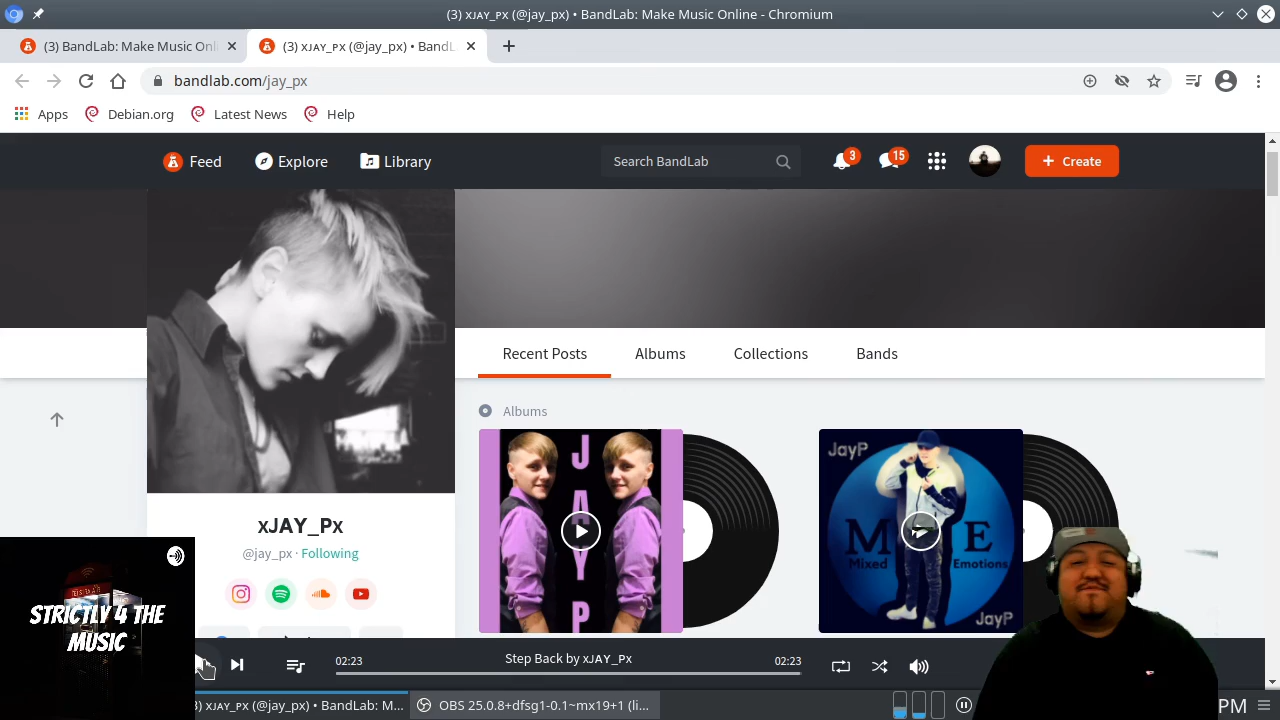 (3) xJAY_Px (@jay_px) • BandLab: Make Music Online - Chromium
(3) BandLab: Make Music Onl
(3) xJAY_Px (@jay_px) • BandL
bandlab.com/jay_px
Apps
Debian.org
Latest News
Help
Feed
Explore
Library
Search BandLab
3
15
+ Create
Recent Posts
Albums
Collections
Bands
Albums
J
A
Y
P
JayP
M E
Mixed Emotions
JayP
xJAY_Px
@jay_px · Following
STRICTLY 4 THE
MUSIC
02:23
Step Back by xJAY_Px
02:23
3) xJAY_Px (@jay_px) • BandLab: M...
OBS 25.0.8+dfsg1-0.1~mx19+1 (li...
PM